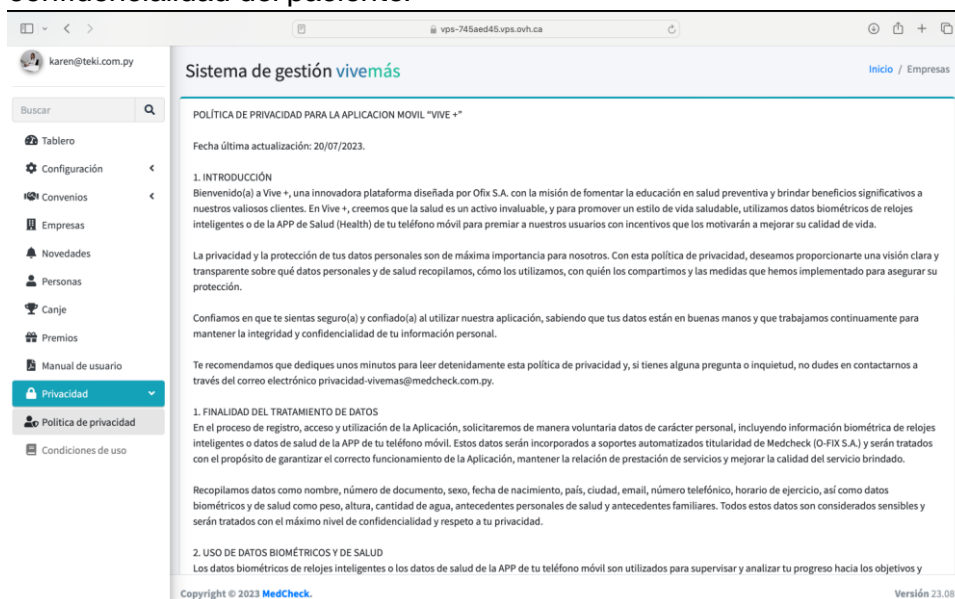 confidencialidad del paciente.
vps-745aed45.vps.ovh.ca
karen@teki.com.py
Sistema de gestión vivemás
Inicio / Empresas
Buscar
Tablero
Configuración
Convenios
Empresas
Novedades
Personas
Canje
Premios
Manual de usuario
Privacidad
Politica de privacidad
Condiciones de uso
POLÍTICA DE PRIVACIDAD PARA LA APLICACION MOVIL "VIVE +"
Fecha última actualización: 20/07/2023.
1. INTRODUCCIÓN
Bienvenido(a) a Vive +, una innovadora plataforma diseñada por Ofix S.A. con la misión de fomentar la educación en salud preventiva y brindar beneficios significativos a
nuestros valiosos clientes. En Vive +, creemos que la salud es un activo invaluable, y para promover un estilo de vida saludable, utilizamos datos biométricos de relojes
inteligentes o de la APP de Salud (Health) de tu teléfono móvil para premiar a nuestros usuarios con incentivos que los motivarán a mejorar su calidad de vida.
La privacidad y la protección de tus datos personales son de máxima importancia para nosotros. Con esta política de privacidad, deseamos proporcionarte una visión clara y
transparente sobre qué datos personales y de salud recopilamos, cómo los utilizamos, con quién los compartimos y las medidas que hemos implementado para asegurar su
protección.
Confiamos en que te sientas seguro(a) y confiado(a) al utilizar nuestra aplicación, sabiendo que tus datos están en buenas manos y que trabajamos continuamente para
mantener la integridad y confidencialidad de tu información personal.
Te recomendamos que dediques unos minutos para leer detenidamente esta política de privacidad y, si tienes alguna pregunta o inquietud, no dudes en contactarnos a
través del correo electrónico privacidad-vivemas@medcheck.com.py.
1. FINALIDAD DEL TRATAMIENTO DE DATOS
En el proceso de registro, acceso y utilización de la Aplicación, solicitaremos de manera voluntaria datos de carácter personal, incluyendo información biométrica de relojes
inteligentes o datos de salud de la APP de tu teléfono móvil. Estos datos serán incorporados a soportes automatizados titularidad de Medcheck (O-FIX S.A.) y serán tratados
con el propósito de garantizar el correcto funcionamiento de la Aplicación, mantener la relación de prestación de servicios y mejorar la calidad del servicio brindado.
Recopilamos datos como nombre, número de documento, sexo, fecha de nacimiento, país, ciudad, email, número telefónico, horario de ejercicio, así como datos
biométricos y de salud como peso, altura, cantidad de agua, antecedentes personales de salud y antecedentes familiares. Todos estos datos son considerados sensibles y
serán tratados con el máximo nivel de confidencialidad y respeto a tu privacidad.
2. USO DE DATOS BIOMÉTRICOS Y DE SALUD
Los datos biométricos de relojes inteligentes o los datos de salud de la APP de tu teléfono móvil son utilizados para supervisar y analizar tu progreso hacia los objetivos y
Copyright © 2023 MedCheck.
Versión 23.08